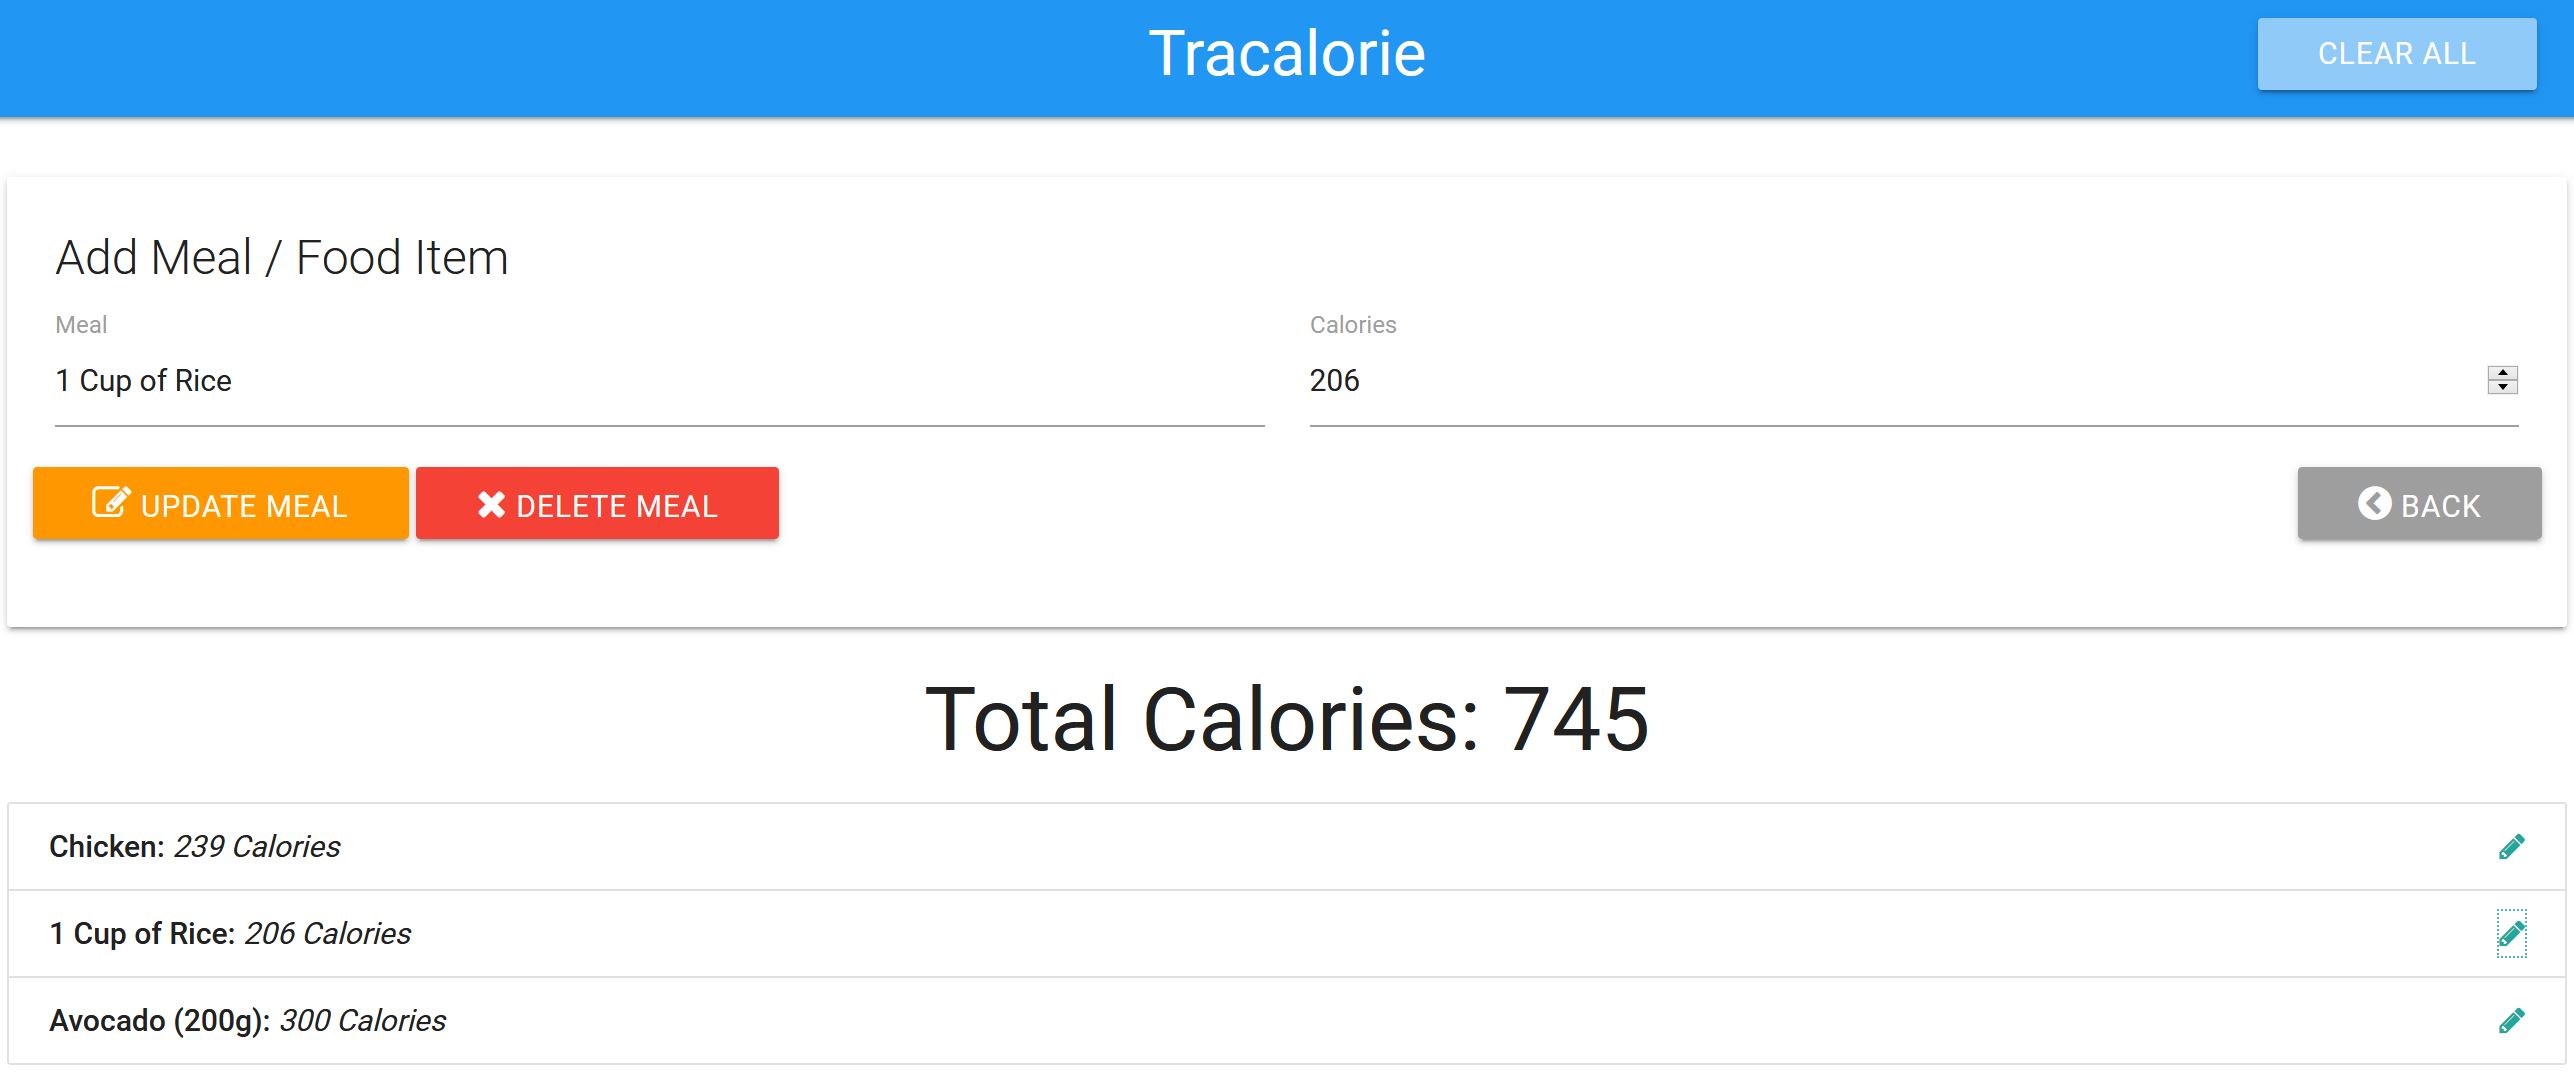 Tracalorie
CLEAR ALL
Add Meal / Food Item
Meal
Calories
1 Cup of Rice
206
UPDATE MEAL
DELETE MEAL
BACK
Total Calories: 745
Chicken: 239 Calories
1 Cup of Rice: 206 Calories
Avocado (200g): 300 Calories